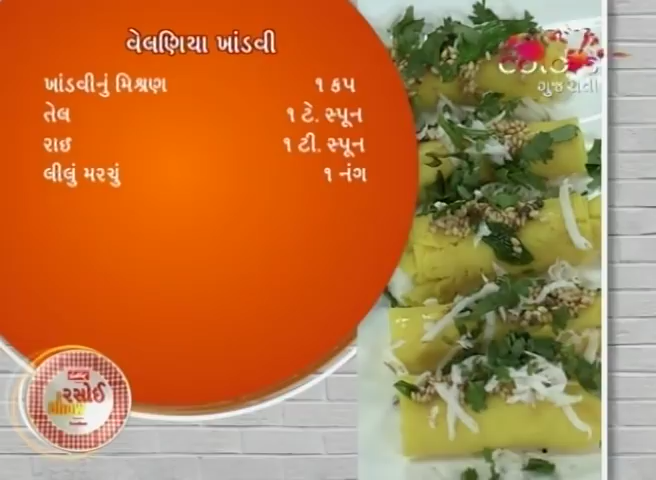 વેલણિયા ખાંડવી
ખાંડવીનું મિશ્રણ ૧ કપ
તેલ ૧ ટે. સ્પૂન
રાઇ ૧ ટી. સ્પૂન
લીલું મરચું ૧ નંગ
ગુજરાતી
રસોઈ